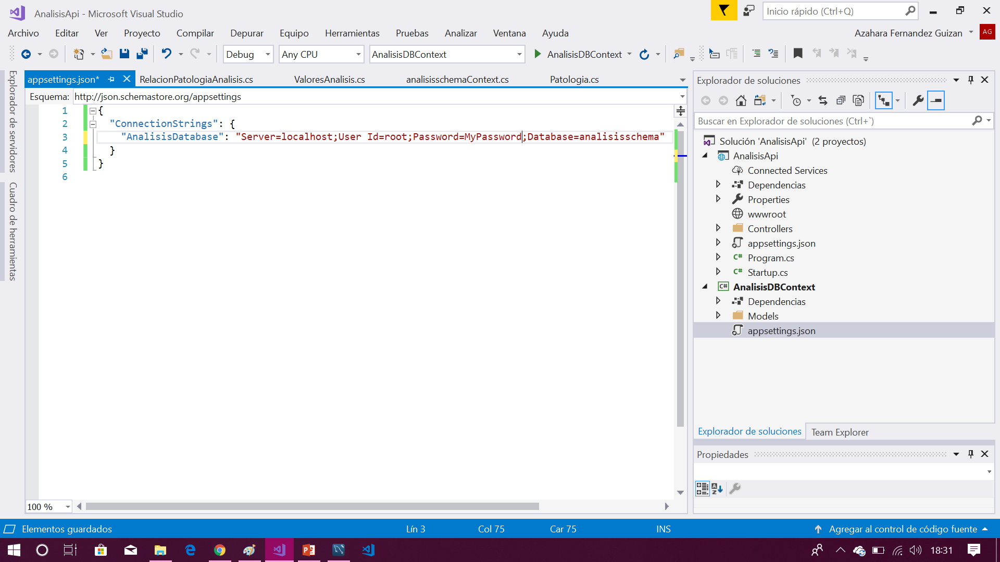 AnalisisApi - Microsoft Visual Studio
Inicio rápido (Ctrl+Q)
Archivo Editar Ver Proyecto Compilar Depurar Equipo Herramientas Pruebas Analizar Ventana Ayuda
Azahara Fernandez Guizan AG
Debug Any CPU AnalisisDBContext AnalisisDBContext
Explorador de servidores
Cuadro de herramientas
appsettings.json* RelacionPatologiaAnalisis.cs ValoresAnalisis.cs analisisschemaContext.cs Patologia.cs
Esquema: http://json.schemastore.org/appsettings
1 {
2 "ConnectionStrings": {
3 "AnalisisDatabase": "Server=localhost;User Id=root;Password=MyPassword;Database=analisisschema"
4 }
5 }
6
100 %
Explorador de soluciones
Buscar en Explorador de soluciones (Ctrl+`)
Solución 'AnalisisApi' (2 proyectos)
AnalisisApi
Connected Services
Dependencias
Properties
wwwroot
Controllers
appsettings.json
C# Program.cs
C# Startup.cs
C# AnalisisDBContext
Dependencias
Models
appsettings.json
Explorador de soluciones Team Explorer
Propiedades
Elementos guardados Lín 3 Col 75 Car 75 INS Agregar al control de código fuente
18:31